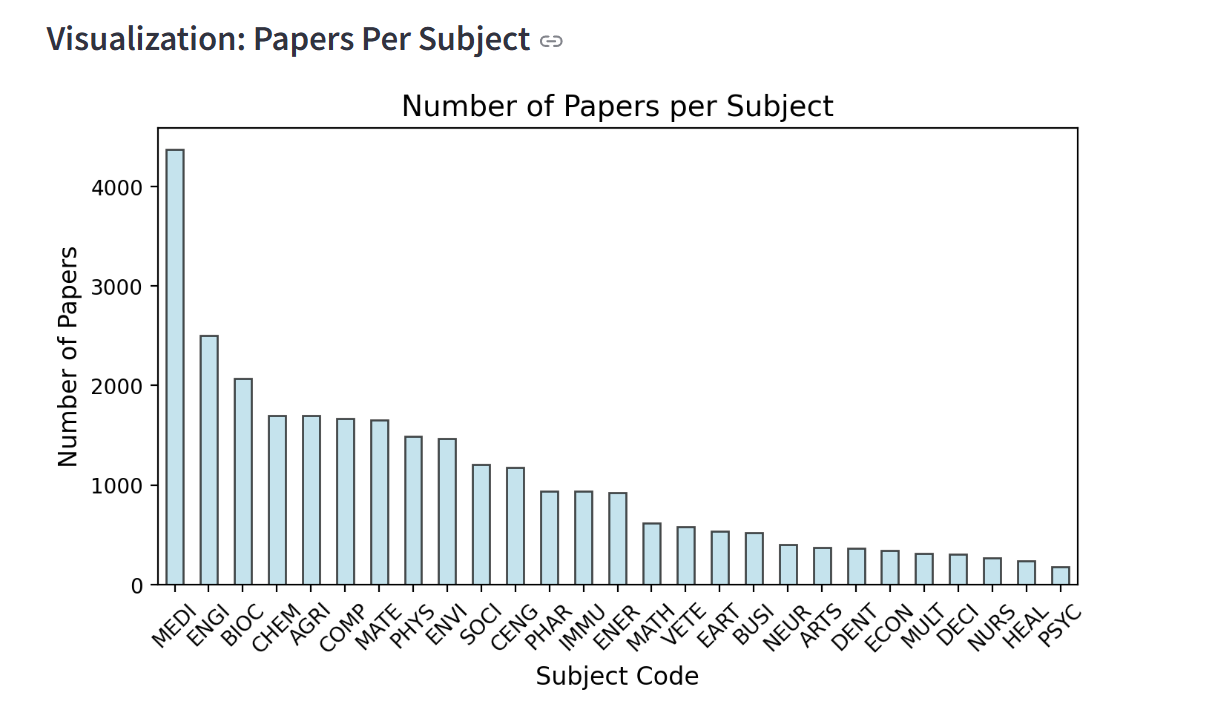 Visualization: Papers Per Subject
Number of Papers per Subject
Number of Papers
4000
3000
2000
1000
0
MEDI
ENGI
BIOC
CHEM
AGRI
COMP
MATE
PHYS
ENVI
SOCI
CENG
PHAR
IMMU
ENER
MATH
VETE
EART
BUSI
NEUR
ARTS
DENT
ECON
MULT
DECI
NURS
HEAL
PSYC
Subject Code